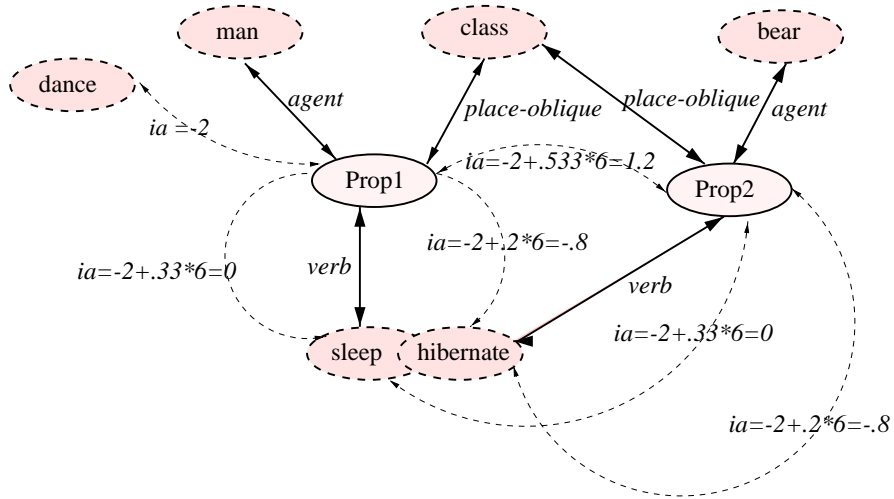 man
class
bear
dance
agent
place-oblique
place-oblique
agent
ia =-2
ia=-2+.533*6=1.2
Prop1
Prop2
ia=-2+.2*6=-.8
ia=-2+.33*6=0
verb
verb
ia=-2+.33*6=0
sleep
hibernate
ia=-2+.2*6=-.8